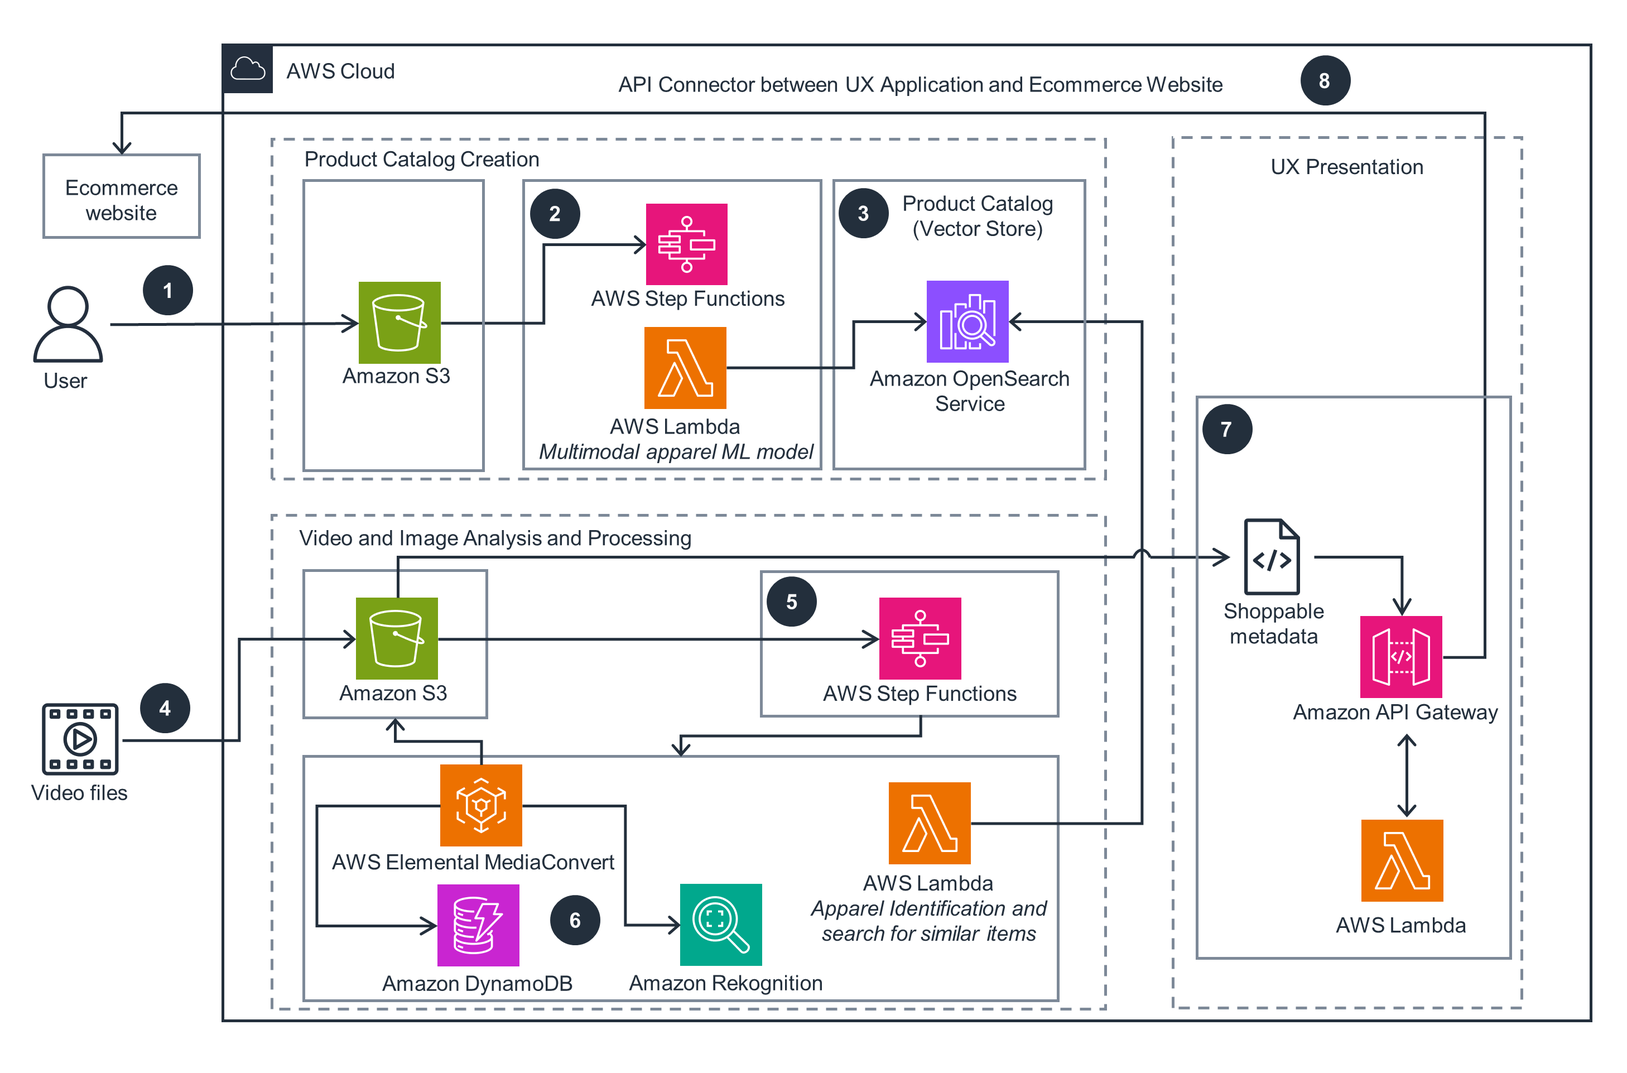 AWS Cloud
API Connector between UX Application and Ecommerce Website
8
Ecommerce
website
Product Catalog Creation
UX Presentation
1
User
Amazon S3
2
AWS Step Functions
AWS Lambda
Multimodal apparel ML model
3
Product Catalog
(Vector Store)
Amazon OpenSearch
Service
Video and Image Analysis and Processing
4
Video files
Amazon S3
5
AWS Step Functions
AWS Elemental MediaConvert
Amazon DynamoDB
6
Amazon Rekognition
AWS Lambda
Apparel Identification and
search for similar items
7
</>
Shoppable
metadata
</>
Amazon API Gateway
AWS Lambda